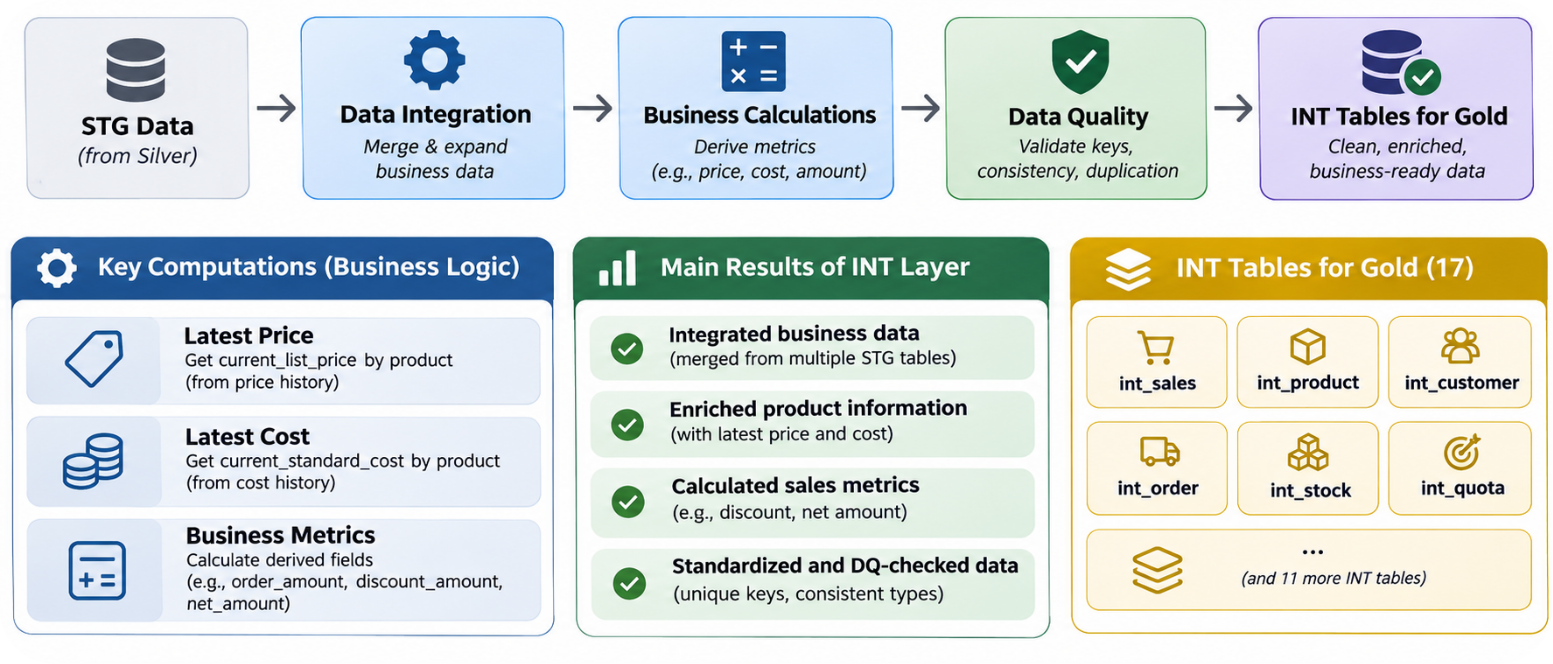 STG Data
(from Silver)
Data Integration
Merge & expand
business data
Business Calculations
Derive metrics
(e.g., price, cost, amount)
Data Quality
Validate keys,
consistency, duplication
INT Tables for Gold
Clean, enriched,
business-ready data
Key Computations (Business Logic)
Latest Price
Get current_list_price by product
(from price history)
Latest Cost
Get current_standard_cost by product
(from cost history)
Business Metrics
Calculate derived fields
(e.g., order_amount, discount_amount,
net_amount)
Main Results of INT Layer
Integrated business data
(merged from multiple STG tables)
Enriched product information
(with latest price and cost)
Calculated sales metrics
(e.g., discount, net amount)
Standardized and DQ-checked data
(unique keys, consistent types)
INT Tables for Gold (17)
int_sales
int_product
int_customer
int_order
int_stock
int_quota
...
(and 11 more INT tables)